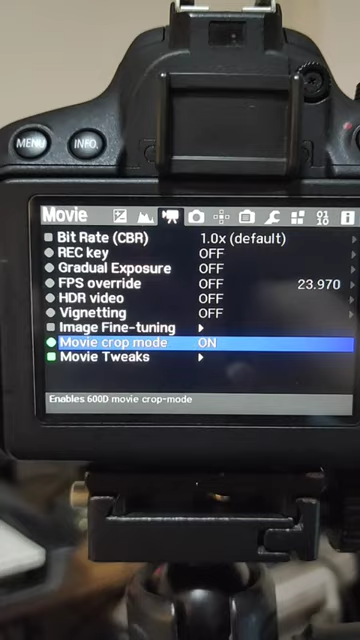 MENU
INFO.
Movie
01
10
Bit Rate (CBR) 1.0x (default)
REC key OFF
Gradual Exposure OFF
FPS override OFF 23.970
HDR video OFF
Vignetting OFF
Image Fine-tuning
Movie crop mode ON
Movie Tweaks
Enables 600D movie crop-mode